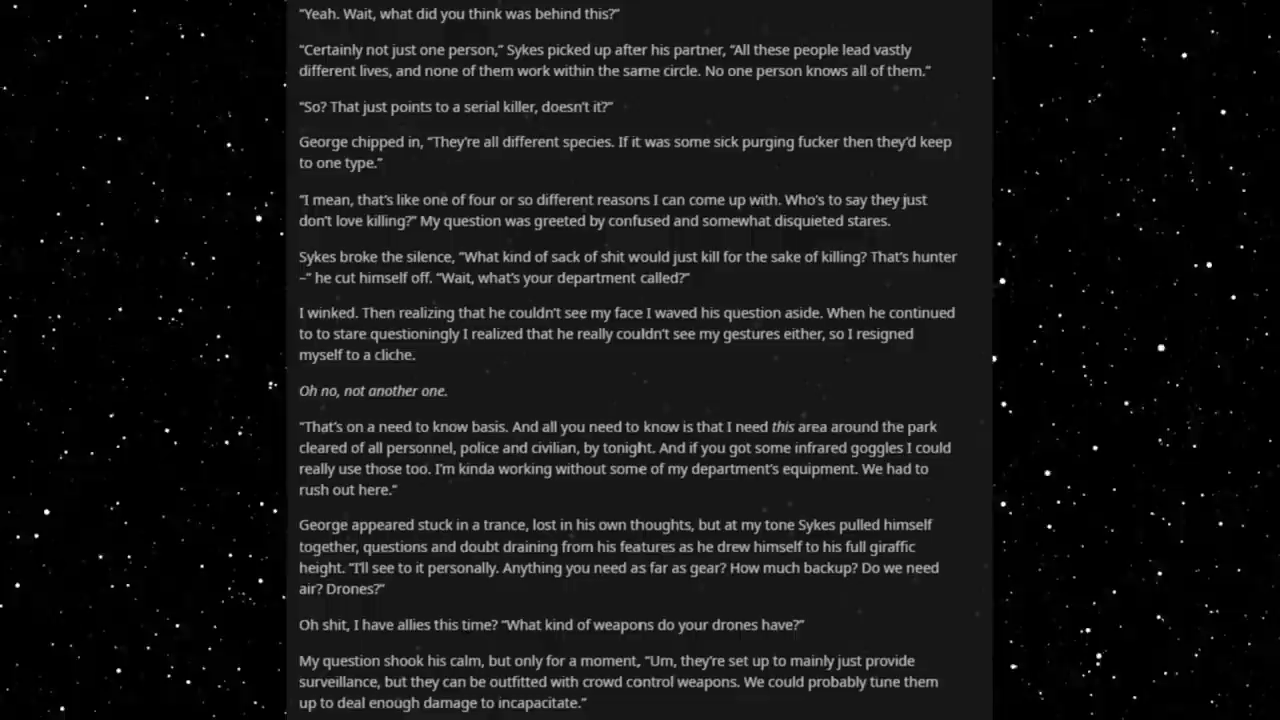 “Yeah. Wait, what did you think was behind this?”
“Certainly not just one person,” Sykes picked up after his partner, “All these people lead vastly
different lives, and none of them work within the same circle. No one person knows all of them.”
“So? That just points to a serial killer, doesn’t it?”
George chipped in, “They’re all different species. If it was some sick purging fucker then they’d keep
to one type.”
“I mean, that’s like one of four or so different reasons I can come up with. Who’s to say they just
don’t love killing?” My question was greeted by confused and somewhat disquieted stares.
Sykes broke the silence, “What kind of sack of shit would just kill for the sake of killing? That’s hunter
–” he cut himself off. “Wait, what’s your department called?”
I winked. Then realizing that he couldn’t see my face I waved his question aside. When he continued
to to stare questioningly I realized that he really couldn’t see my gestures either, so I resigned
myself to a cliche.
Oh no, not another one.
“That’s on a need to know basis. And all you need to know is that I need this area around the park
cleared of all personnel, police and civilian, by tonight. And if you got some infrared goggles I could
really use those too. I’m kinda working without some of my department’s equipment. We had to
rush out here.”
George appeared stuck in a trance, lost in his own thoughts, but at my tone Sykes pulled himself
together, questions and doubt draining from his features as he drew himself to his full giraffic
height. “I’ll see to it personally. Anything you need as far as gear? How much backup? Do we need
air? Drones?”
Oh shit, I have allies this time? “What kind of weapons do your drones have?”
My question shook his calm, but only for a moment, “Um, they’re set up to mainly just provide
surveillance, but they can be outfitted with crowd control weapons. We could probably tune them
up to deal enough damage to incapacitate.”